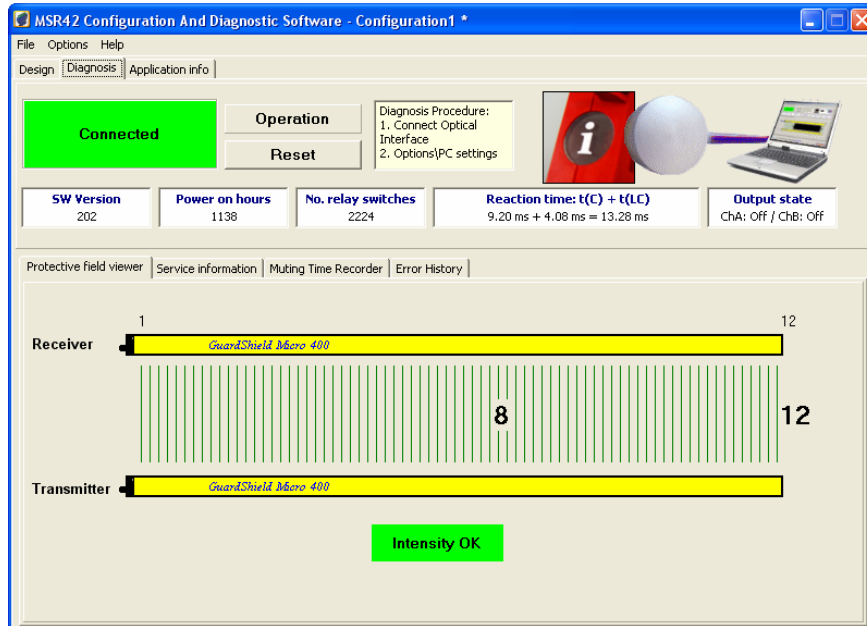 MSR42 Configuration And Diagnostic Software - Configuration1 *
File Options Help
Design Diagnosis Application info
Connected
Operation
Reset
Diagnosis Procedure:
1. Connect Optical
Interface
2. Options\PC settings
i
SW Version
202
Power on hours
1138
No. relay switches
2224
Reaction time: t(C) + t(LC)
9.20 ms + 4.08 ms = 13.28 ms
Output state
ChA: Off / ChB: Off
Protective field viewer Service information Muting Time Recorder Error History
1 12
Receiver
GuardShield Micro 400
8 12
Transmitter
GuardShield Micro 400
Intensity OK